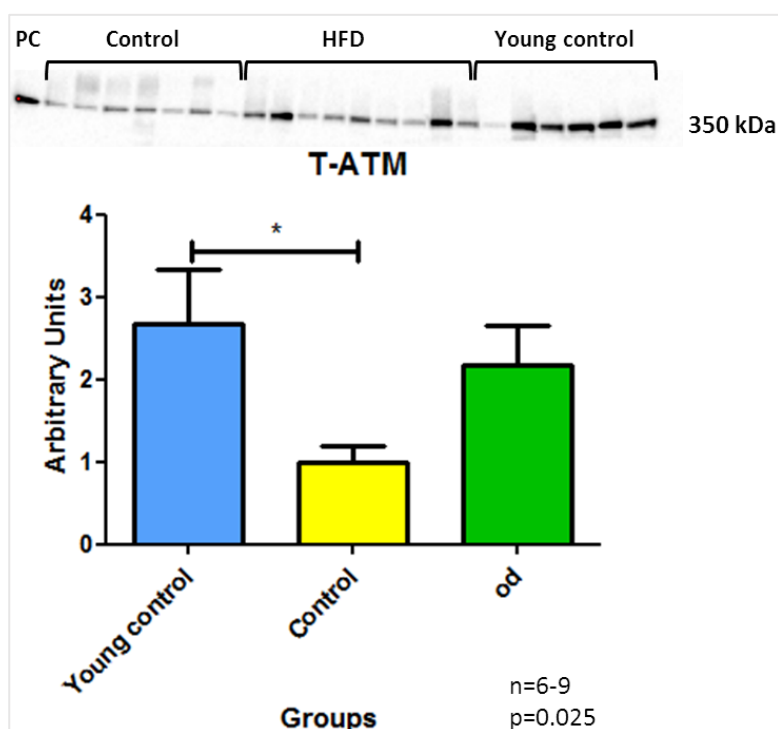 PC Control HFD Young control
350 kDa
T-ATM
*
4
3
2
1
0
Arbitrary Units
Young control
Control
od
Groups
n=6-9
p=0.025